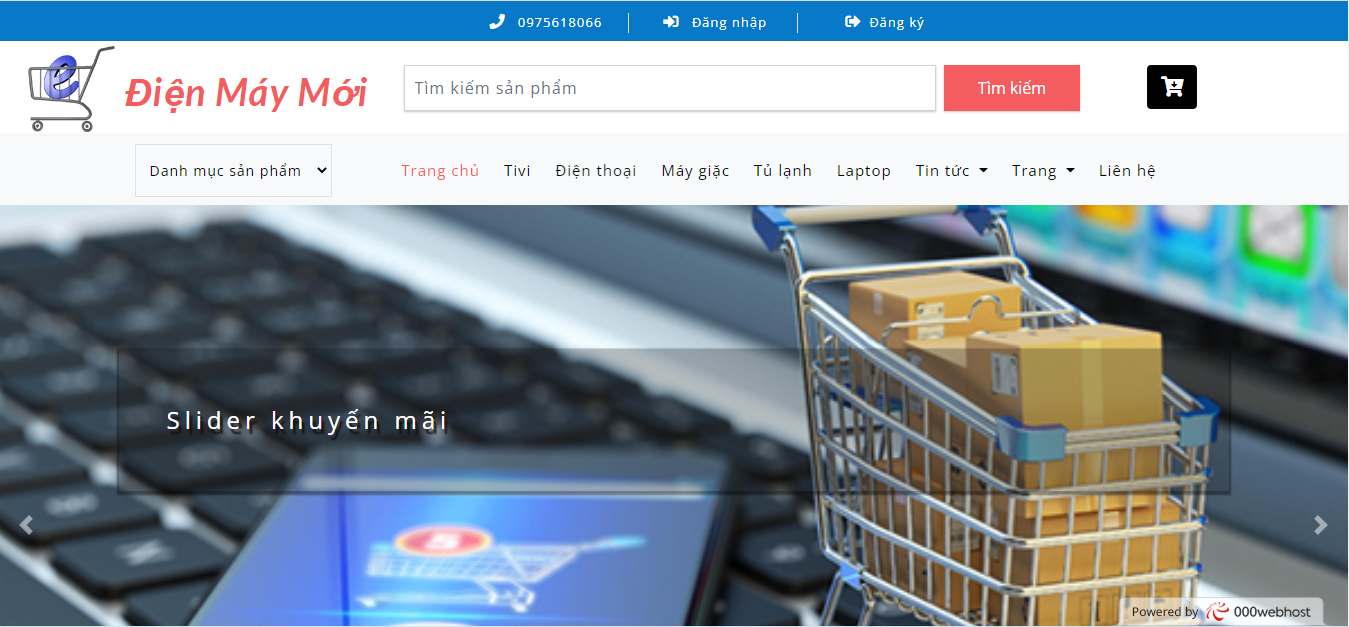 0975618066 Đăng nhập Đăng ký
Điện Máy Mới
Tìm kiếm sản phẩm
Tìm kiếm
Danh mục sản phẩm
Trang chủ Tivi Điện thoại Máy giặc Tủ lạnh Laptop Tin tức Trang Liên hệ
Slider khuyến mãi
5
Powered by 000webhost